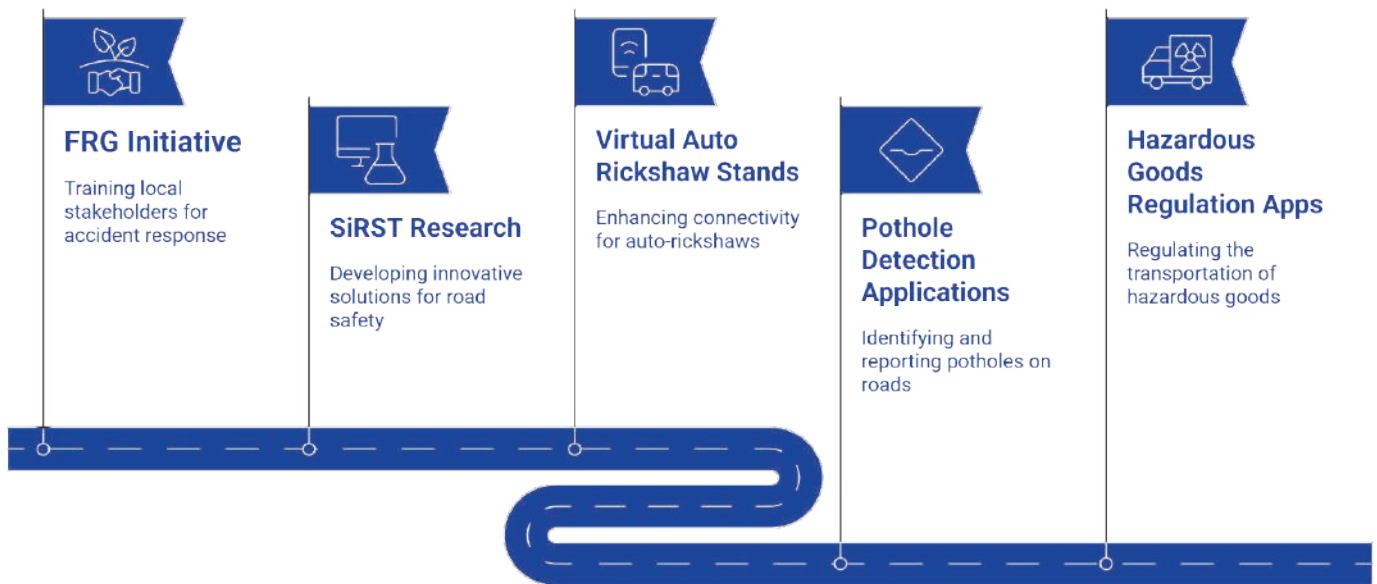 FRG Initiative
Training local
stakeholders for
accident response
SiRST Research
Developing innovative
solutions for road
safety
Virtual Auto
Rickshaw Stands
Enhancing connectivity
for auto-rickshaws
Pothole
Detection
Applications
Identifying and
reporting potholes on
roads
Hazardous
Goods
Regulation Apps
Regulating the
transportation of
hazardous goods